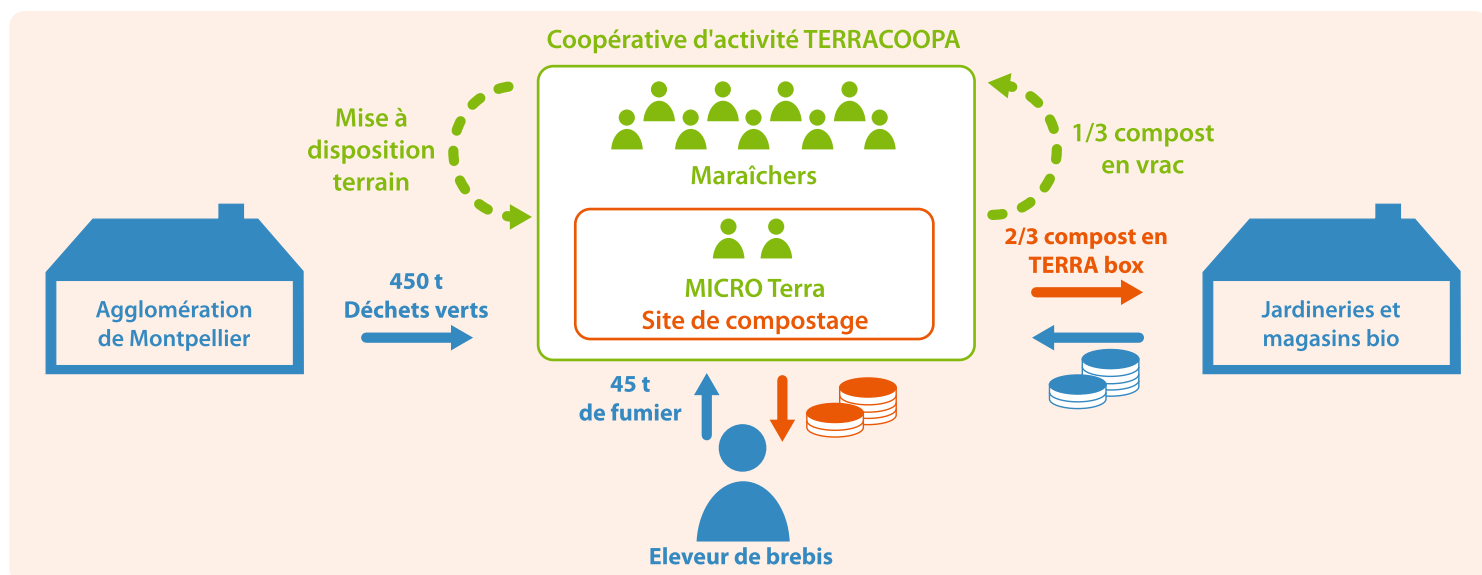 Coopérative d'activité TERRACOOPA
Mise à
disposition
terrain
Maraîchers
1/3 compost
en vrac
MICRO Terra
Site de compostage
Agglomération
de Montpellier
450 t
Déchets verts
2/3 compost en
TERRA box
Jardineries et
magasins bio
45 t
de fumier
Eleveur de brebis